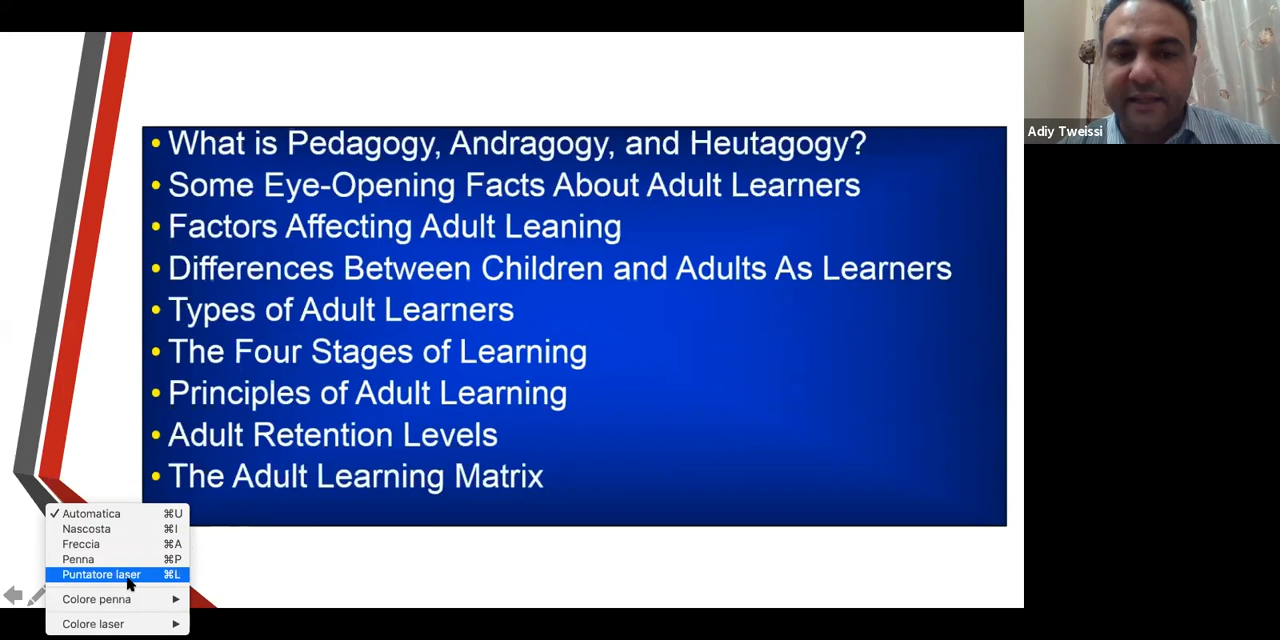 Adiy Tweissi
• What is Pedagogy, Andragogy, and Heutagogy?
• Some Eye-Opening Facts About Adult Learners
• Factors Affecting Adult Leaning
• Differences Between Children and Adults As Learners
• Types of Adult Learners
• The Four Stages of Learning
• Principles of Adult Learning
• Adult Retention Levels
• The Adult Learning Matrix
✓ Automatica ⌘U
Nascosta ⌘I
Freccia ⌘A
Penna ⌘P
Puntatore laser ⌘L
Colore penna ▶
Colore laser ▶